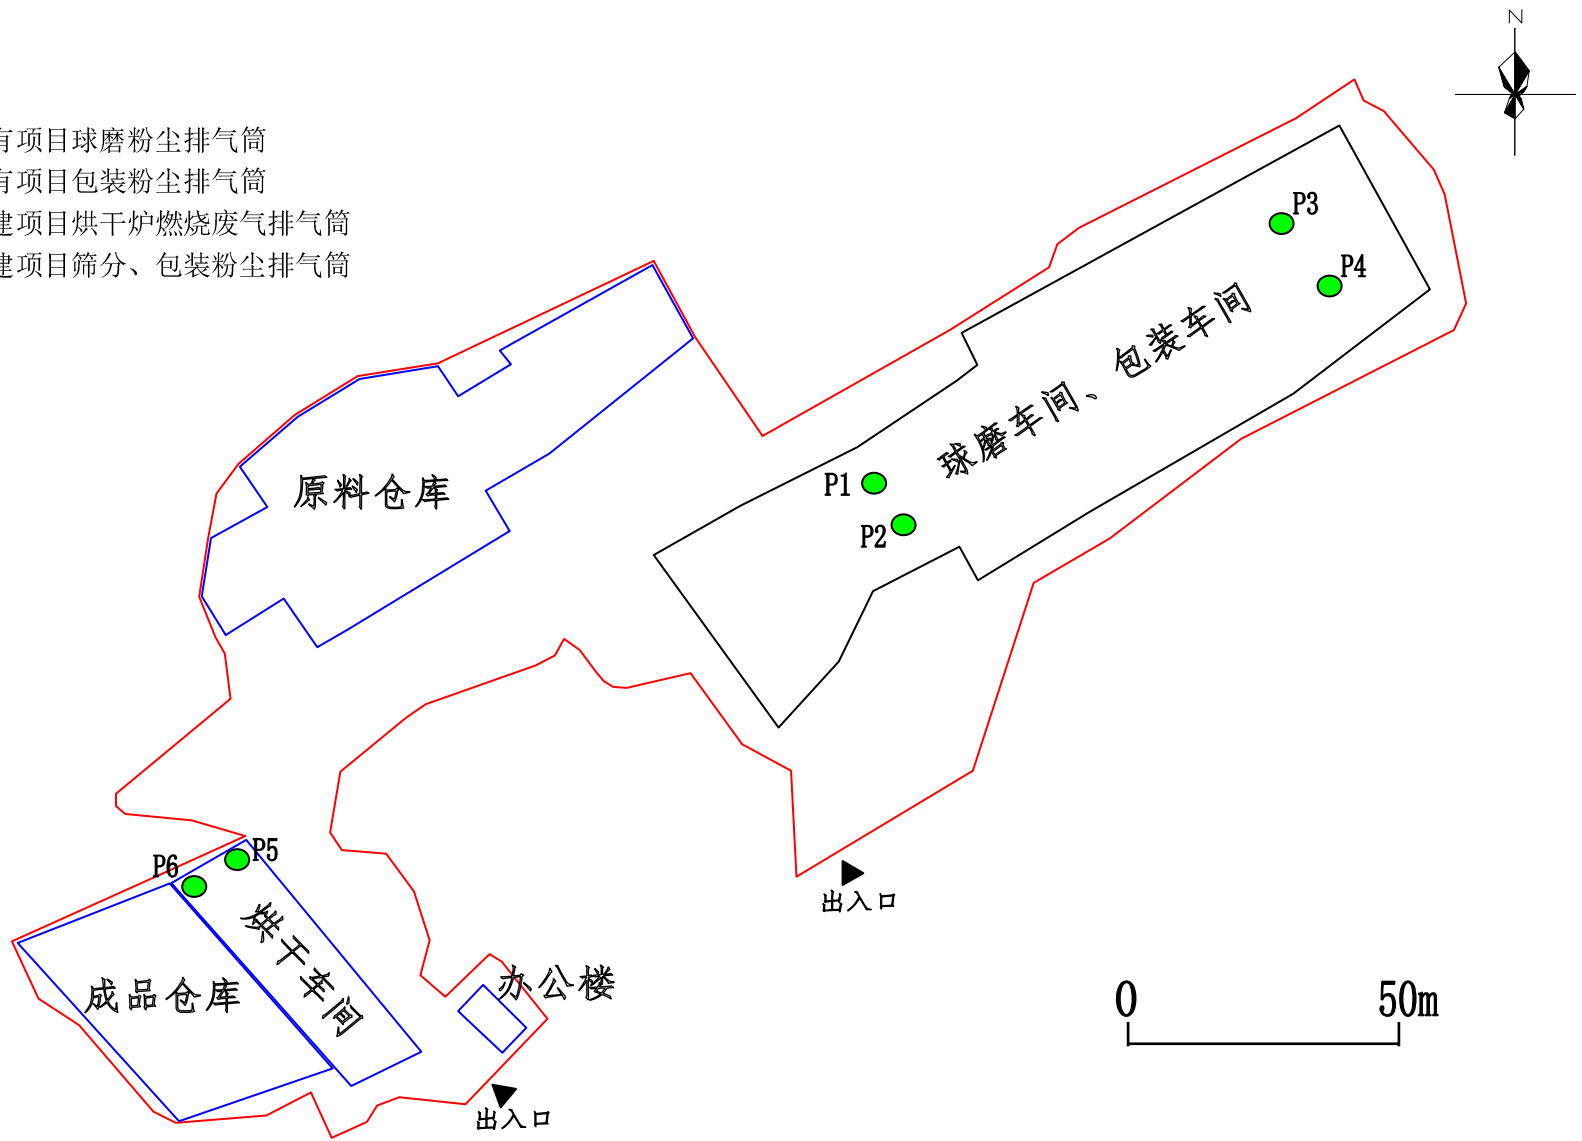 N
有项目球磨粉尘排气筒
有项目包装粉尘排气筒
建项目烘干炉燃烧废气排气筒
建项目筛分、包装粉尘排气筒
P3
P4
球磨车间、包装车间
P1
P2
原料仓库
P5
P6
烘干车间
成品仓库
办公楼
出入口
出入口
0 50m